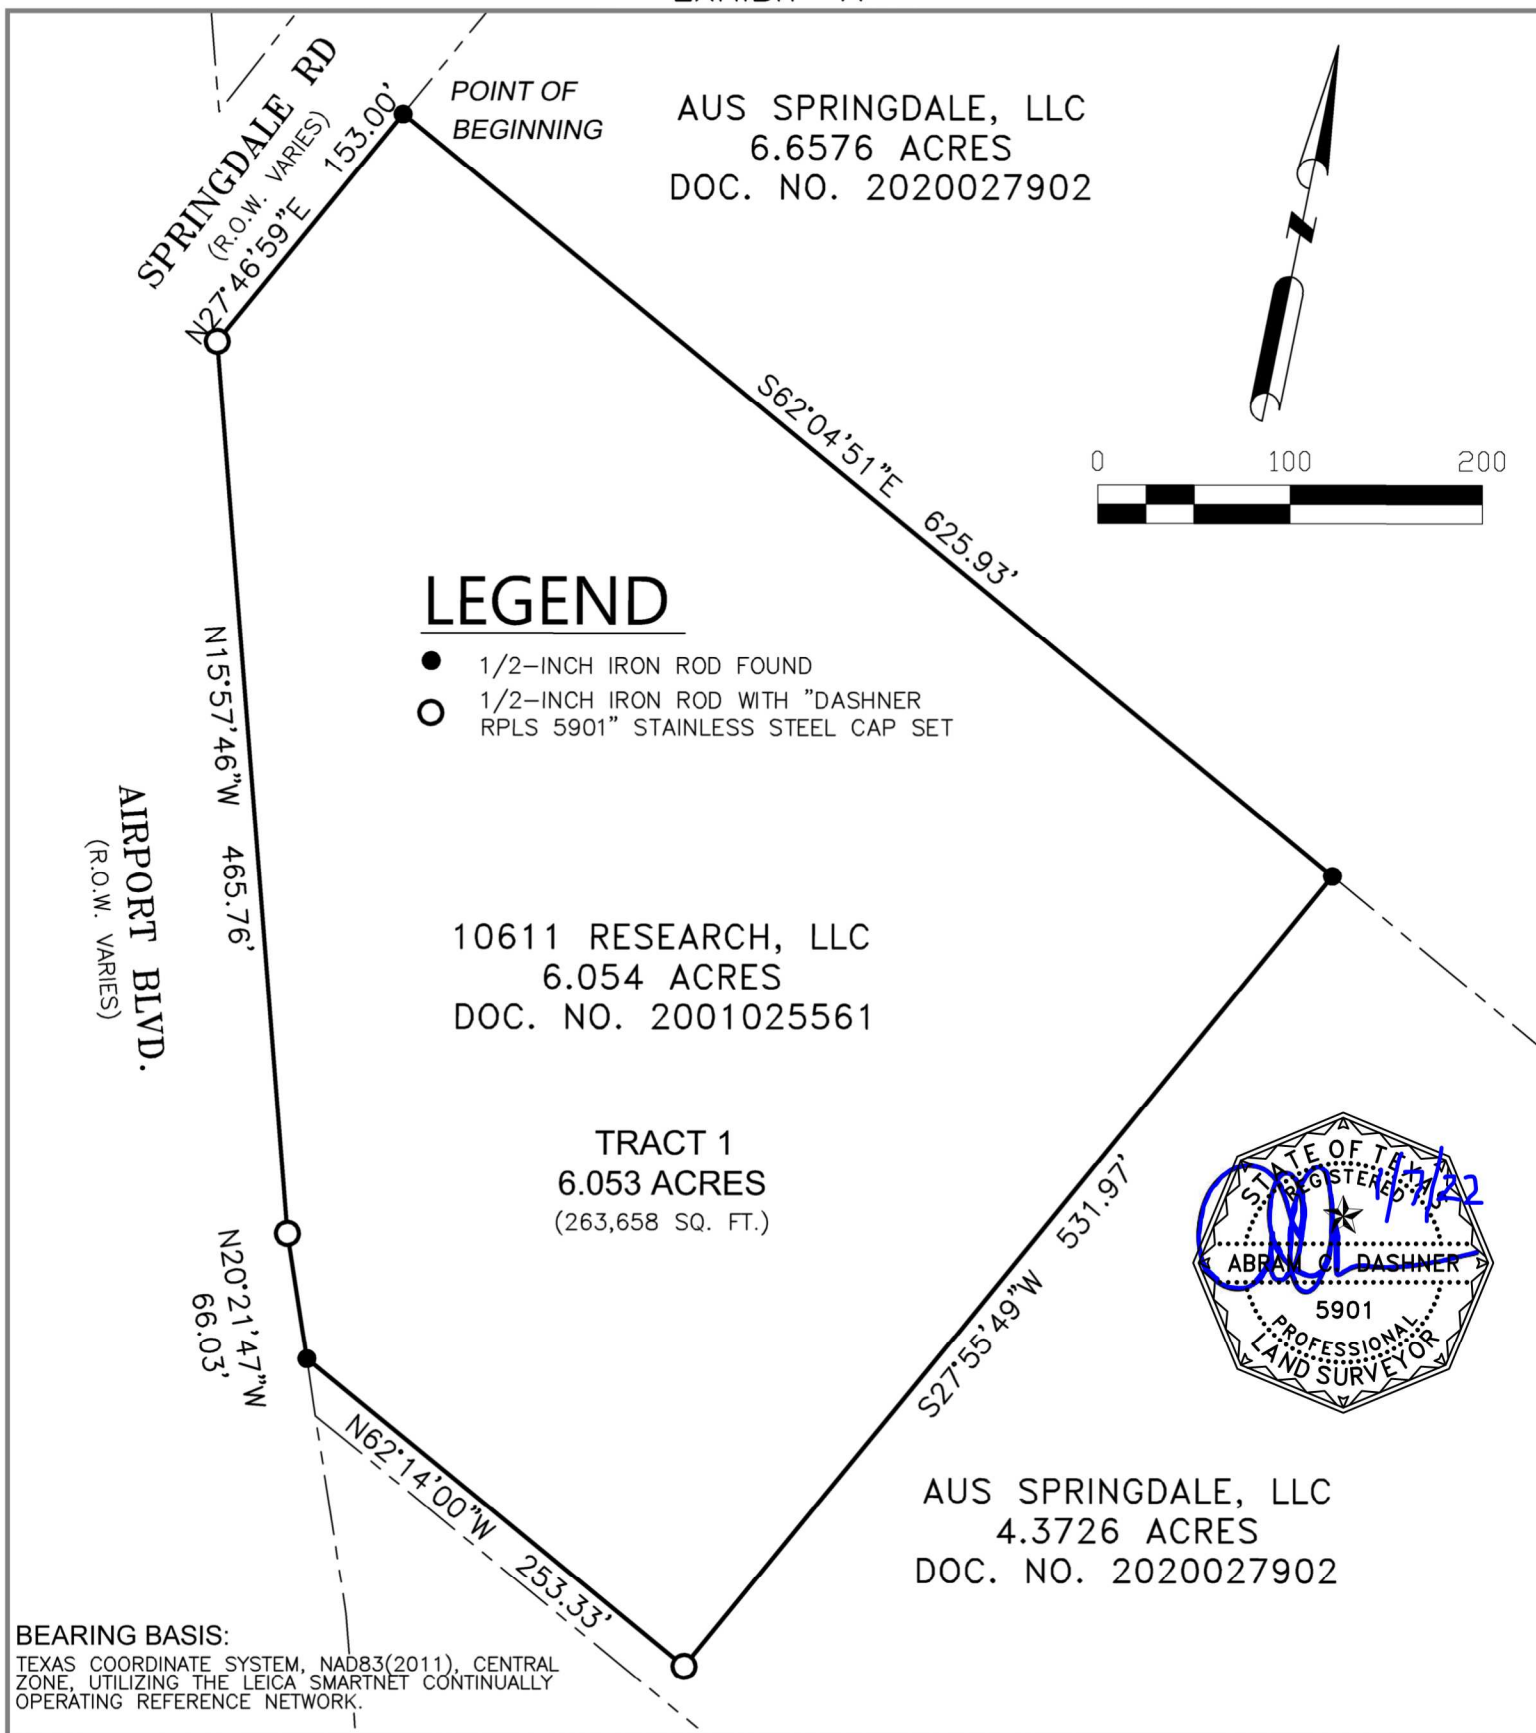 POINT OF
BEGINNING
SPRINGDALE RD
(R.O.W. VARIES)
N27°46'59"E 153.00'
AUS SPRINGDALE, LLC
6.6576 ACRES
DOC. NO. 2020027902
N
0 100 200
S62°04'51"E 625.93'
LEGEND
1/2-INCH IRON ROD FOUND
1/2-INCH IRON ROD WITH "DASHNER
RPLS 5901" STAINLESS STEEL CAP SET
N15°57'46"W 465.76'
AIRPORT BLVD.
(R.O.W. VARIES)
10611 RESEARCH, LLC
6.054 ACRES
DOC. NO. 2001025561
TRACT 1
6.053 ACRES
(263,658 SQ. FT.)
N20°21'47"W
66.03'
S27°55'49"W 531.97'
STATE OF TEXAS
REGISTERED
1/7/22
ABRAM C. DASHNER
5901
PROFESSIONAL
LAND SURVEYOR
N62°14'00"W 253.33'
AUS SPRINGDALE, LLC
4.3726 ACRES
DOC. NO. 2020027902
BEARING BASIS:
TEXAS COORDINATE SYSTEM, NAD83(2011), CENTRAL
ZONE, UTILIZING THE LEICA SMARTNET CONTINUALLY
OPERATING REFERENCE NETWORK.